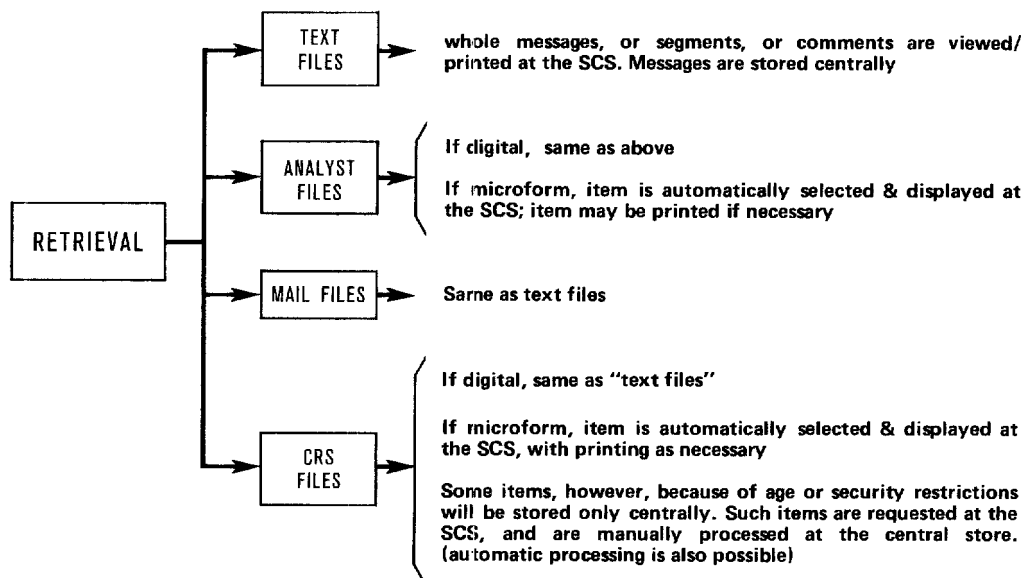 RETRIEVAL
TEXT
FILES
whole messages, or segments, or comments are viewed/
printed at the SCS. Messages are stored centrally
ANALYST
FILES
If digital, same as above
If microform, item is automatically selected & displayed at
the SCS; item may be printed if necessary
MAIL FILES
Same as text files
CRS
FILES
If digital, same as "text files"
If microform, item is automatically selected & displayed at
the SCS, with printing as necessary
Some items, however, because of age or security restrictions
will be stored only centrally. Such items are requested at the
SCS, and are manually processed at the central store.
(automatic processing is also possible)